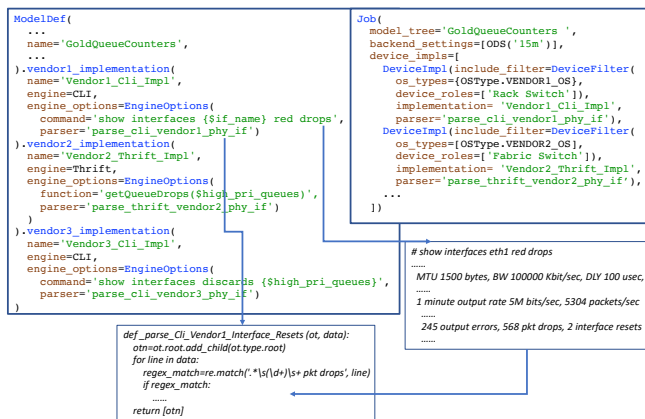 ModelDef(
...
name='GoldQueueCounters',
...
).vendor1_implementation(
name='Vendor1_Cli_Impl',
engine=CLI,
engine_options=EngineOptions(
command='show interfaces {$if_name} red drops',
parser='parse_cli_vendor1_phy_if')
).vendor2_implementation(
name='Vendor2_Thrift_Impl',
engine=Thrift,
engine_options=EngineOptions(
function='getQueueDrops($high_pri_queues)',
parser='parse_thrift_vendor2_phy_if')
)
).vendor3_implementation(
name='Vendor3_Cli_Impl',
engine=CLI,
engine_options=EngineOptions(
command='show interfaces discards {$high_pri_queues}',
parser='parse_cli_vendor3_phy_if')
)
Job(
model_tree='GoldQueueCounters ',
backend_settings=[ODS('15m')],
device_impls=[
DeviceImpl(include_filter=DeviceFilter(
os_types={OSType.VENDOR1_OS},
device_roles=['Rack Switch']),
implementation= 'Vendor1_Cli_Impl',
parser='parse_cli_vendor1_phy_if'),
DeviceImpl(include_filter=DeviceFilter(
os_types=[OSType.VENDOR2_OS],
device_roles=['Fabric Switch']),
implementation= 'Vendor2_Thrift_Impl',
parser='parse_thrift_vendor2_phy_if'),
...
])
# show interfaces eth1 red drops
......
MTU 1500 bytes, BW 100000 Kbit/sec, DLY 100 usec,
......
1 minute output rate 5M bits/sec, 5304 packets/sec
......
245 output errors, 568 pkt drops, 2 interface resets
......
def _parse_Cli_Vendor1_Interface_Resets (ot, data):
otn=ot.root.add_child(ot.type.root)
for line in data:
regex_match=re.match('.*\s(\d+)\s+ pkt drops', line)
if regex_match:
......
return [otn]